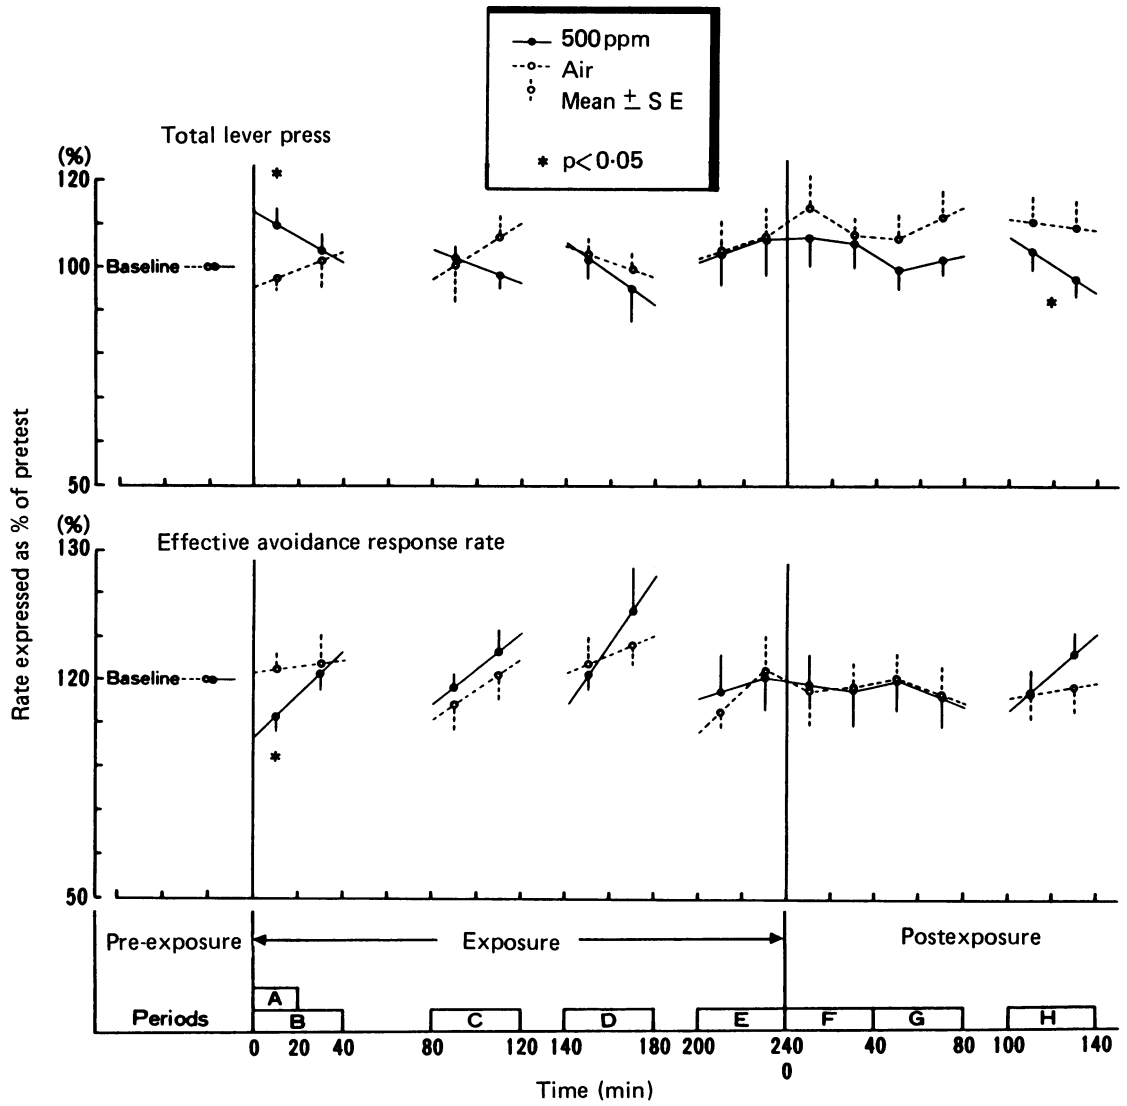 500ppm
Air
Mean ± S E
* p<0·05
Total lever press
(%)
120
*
Baseline
100
*
50
Rate expressed as % of pretest
(%)
130
Effective avoidance response rate
Baseline
120
*
50
Pre-exposure
Exposure
Postexposure
A
Periods
B C D E F G H
0 20 40 80 120 140 180 200 240 40 80 100 140
0
Time (min)